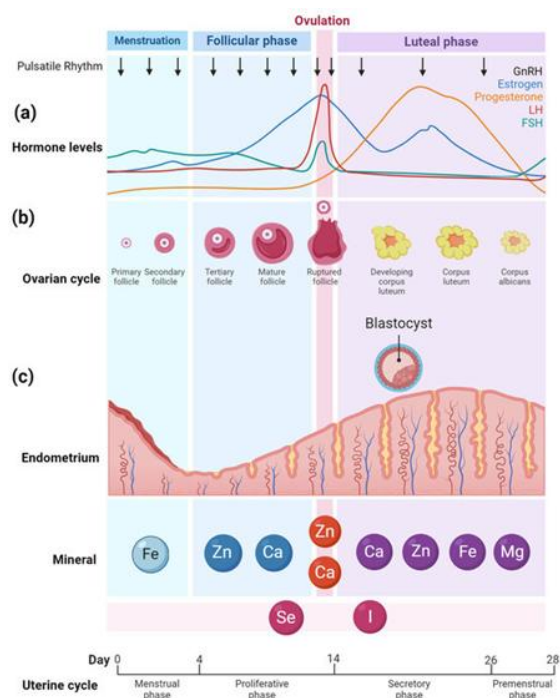 Ovulation
Menstruation
Follicular phase
Luteal phase
Pulsatile Rhythm
GnRH
Estrogen
Progesterone
LH
FSH
(a)
Hormone levels
(b)
Ovarian cycle
Primary
follicle
Secondary
follicle
Tertiary
follicle
Mature
follicle
Ruptured
follicle
Developing
corpus
luteum
Corpus
luteum
Corpus
albicans
Blastocyst
(c)
Endometrium
Mineral
Fe
Zn
Ca
Zn
Ca
Ca
Zn
Fe
Mg
Se
I
Day
0
4
14
26
28
Uterine cycle
Menstrual
phase
Proliferative
phase
Secretory
phase
Premenstrual
phase